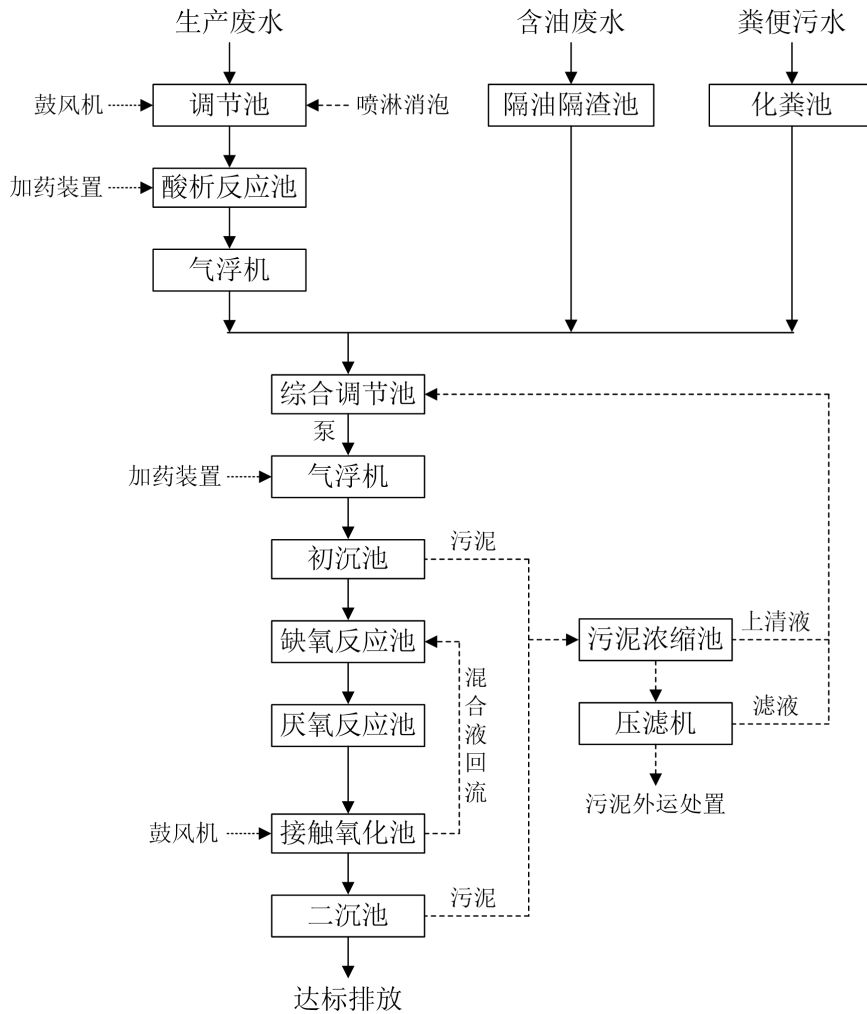 生产废水
含油废水
粪便污水
鼓风机
调节池
喷淋消泡
隔油隔渣池
化粪池
加药装置
酸析反应池
气浮机
综合调节池
泵
加药装置
气浮机
初沉池
污泥
缺氧反应池
混合液回流
污泥浓缩池
上清液
厌氧反应池
压滤机
滤液
污泥外运处置
鼓风机
接触氧化池
二沉池
污泥
达标排放